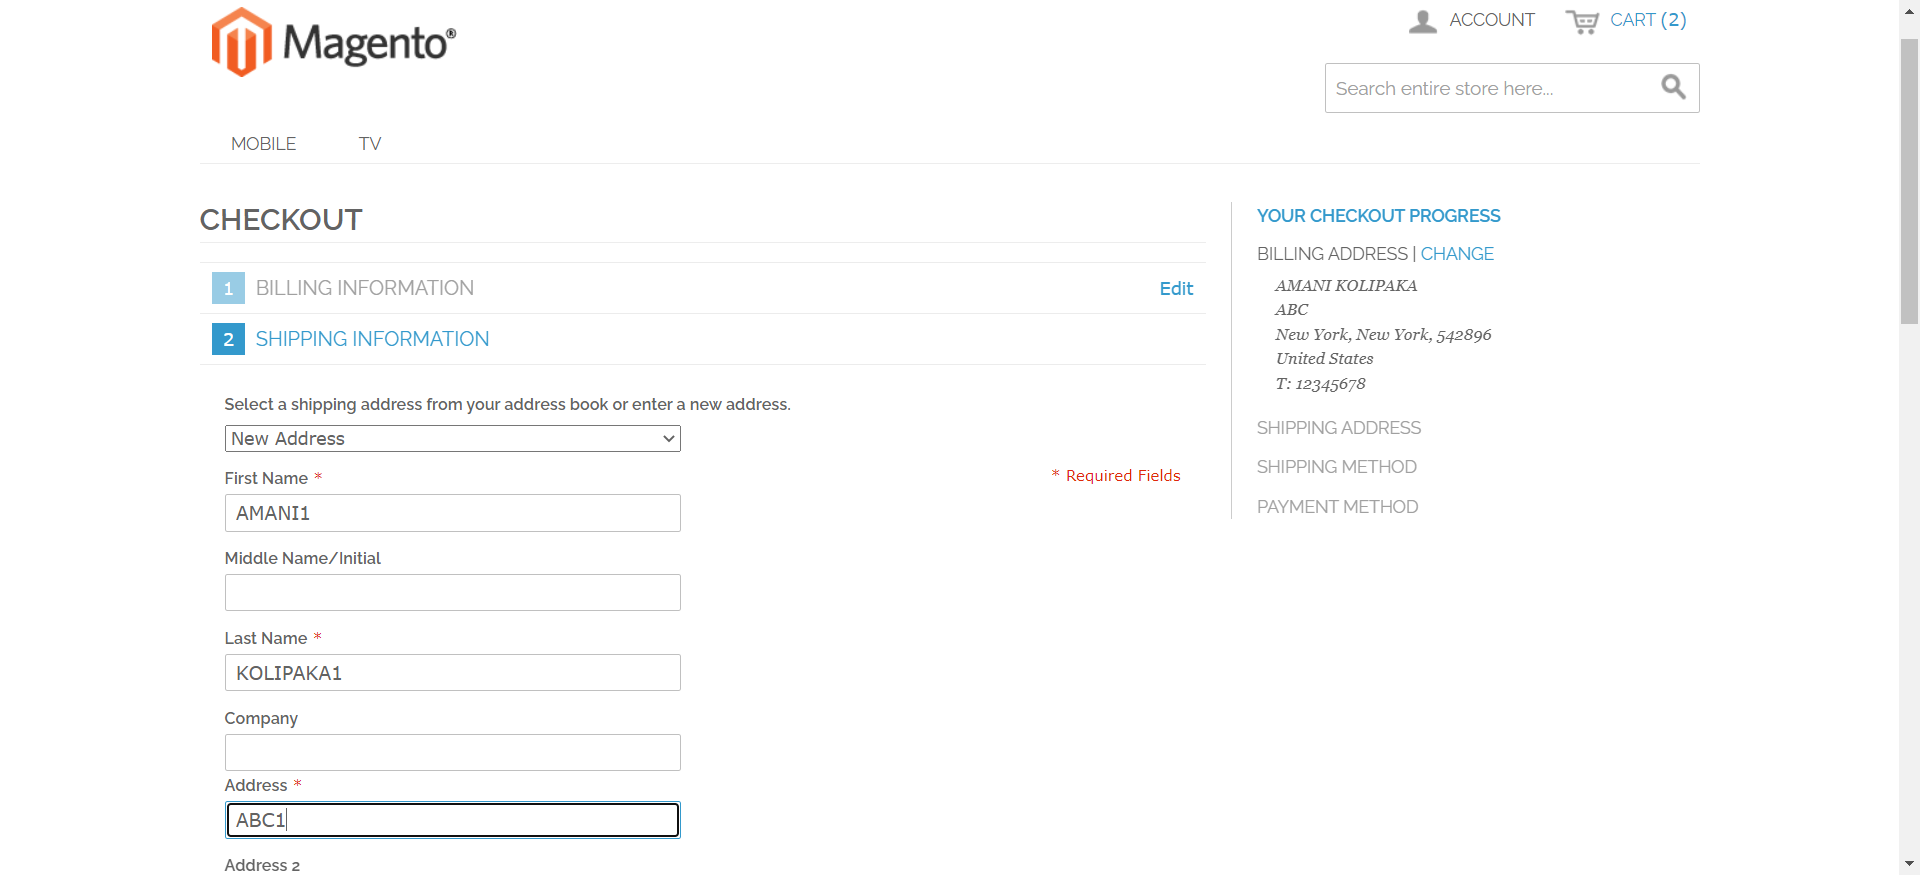 Magento®
ACCOUNT
CART (2)
Search entire store here...
MOBILE
TV
CHECKOUT
1 BILLING INFORMATION
Edit
2 SHIPPING INFORMATION
Select a shipping address from your address book or enter a new address.
New Address
First Name *
* Required Fields
AMANI1
Middle Name/Initial
Last Name *
KOLIPAKA1
Company
Address *
ABC1
Address 2
YOUR CHECKOUT PROGRESS
BILLING ADDRESS | CHANGE
AMANI KOLIPAKA
ABC
New York, New York, 542896
United States
T: 12345678
SHIPPING ADDRESS
SHIPPING METHOD
PAYMENT METHOD